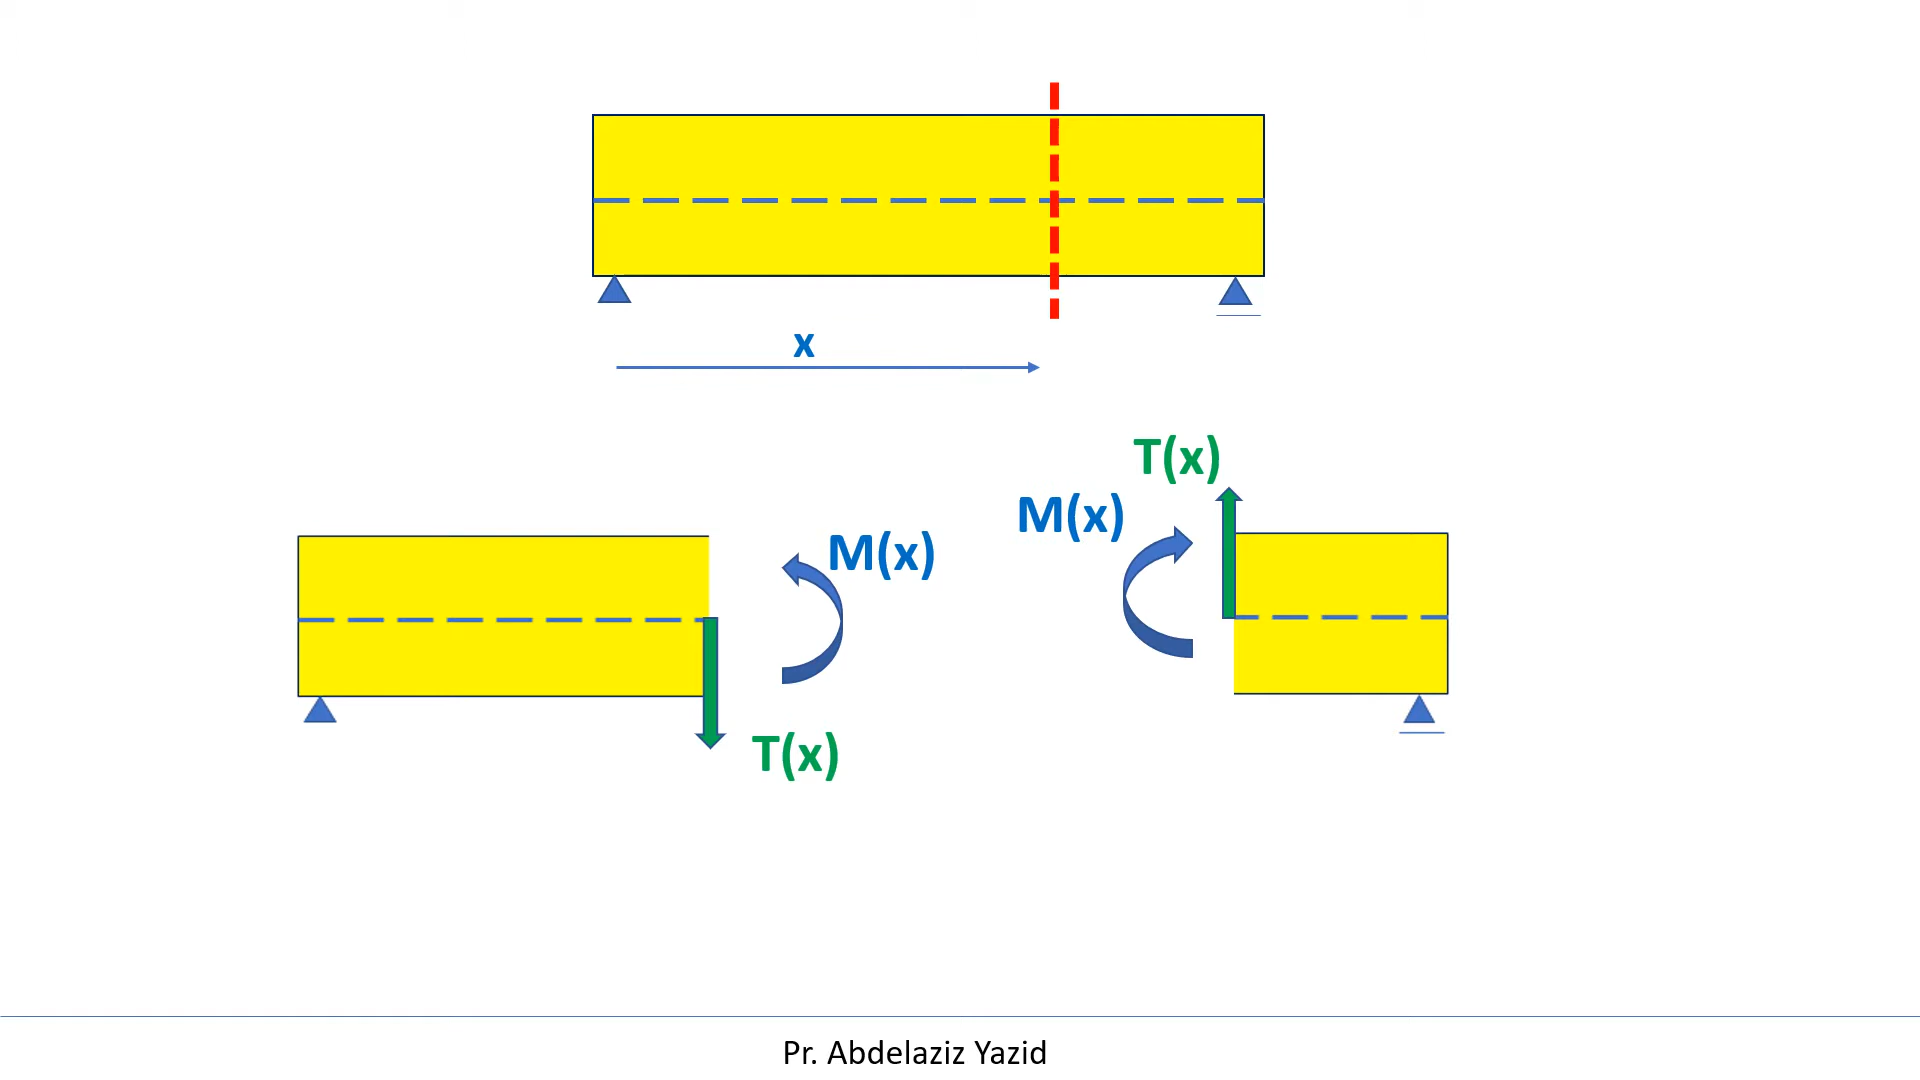 x
T(x)
M(x)
M(x)
T(x)
Pr. Abdelaziz Yazid